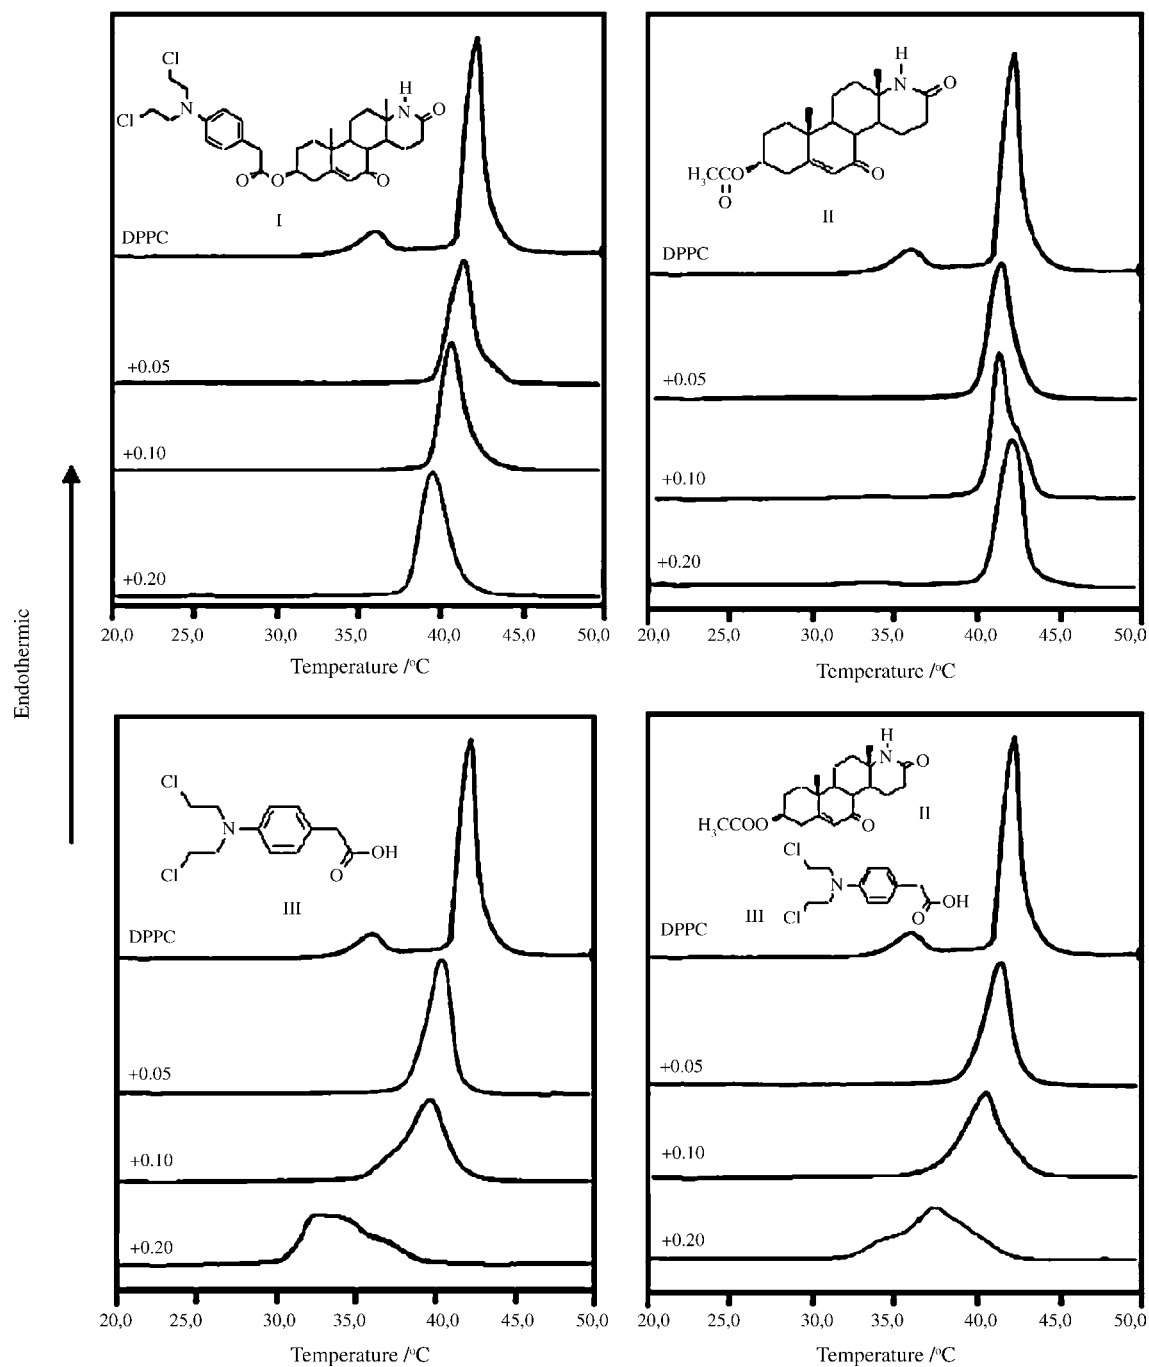 Endothermic
Cl
Cl
N
H
N
O
O
O
O
I
DPPC
+0.05
+0.10
+0.20
20,0 25,0 30,0 35,0 40,0 45,0 50,0
Temperature /°C
H
N
O
O
H3CCO
O
II
DPPC
+0.05
+0.10
+0.20
20,0 25,0 30,0 35,0 40,0 45,0 50,0
Temperature /°C
Cl
N
Cl
OH
O
III
DPPC
+0.05
+0.10
+0.20
20,0 25,0 30,0 35,0 40,0 45,0 50,0
Temperature /°C
H
N
O
O
H3CCOO
II
Cl
N
OH
O
III Cl
DPPC
+0.05
+0.10
+0.20
20,0 25,0 30,0 35,0 40,0 45,0 50,0
Temperature /°C